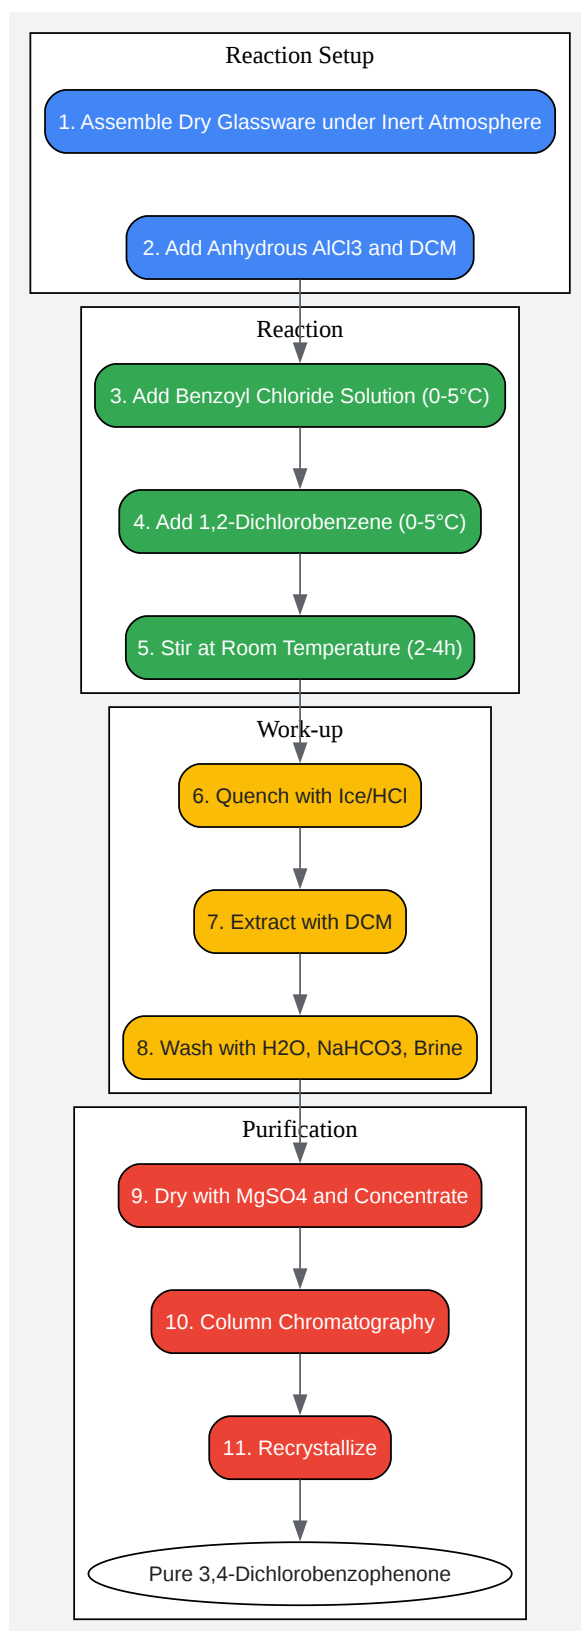 Reaction Setup
1. Assemble Dry Glassware under Inert Atmosphere
2. Add Anhydrous AlCl3 and DCM
Reaction
3. Add Benzoyl Chloride Solution (0-5°C)
4. Add 1,2-Dichlorobenzene (0-5°C)
5. Stir at Room Temperature (2-4h)
Work-up
6. Quench with Ice/HCl
7. Extract with DCM
8. Wash with H2O, NaHCO3, Brine
Purification
9. Dry with MgSO4 and Concentrate
10. Column Chromatography
11. Recrystallize
Pure 3,4-Dichlorobenzophenone